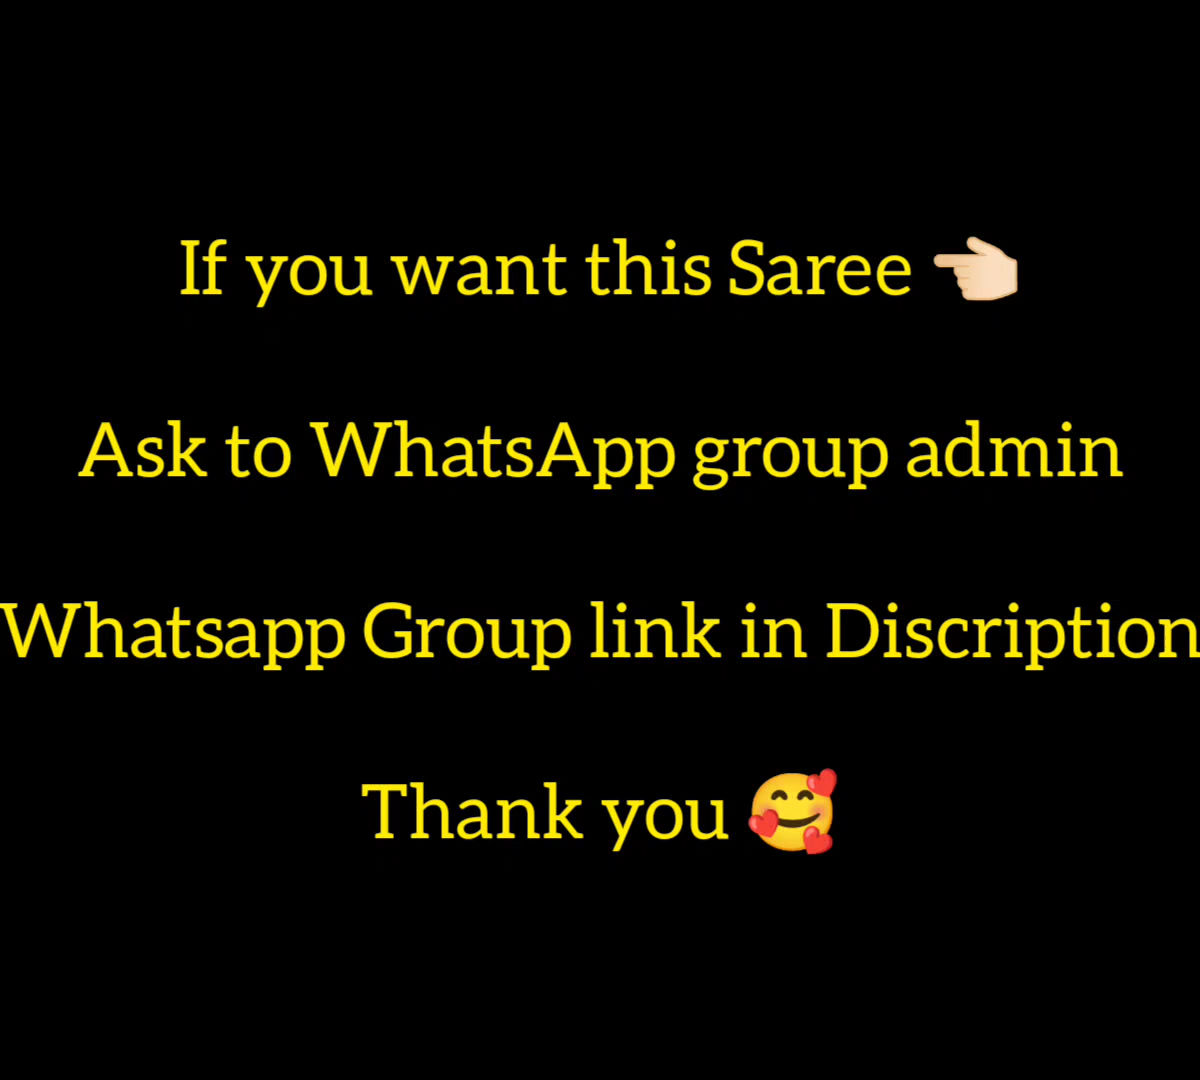 If you want this Saree 👈🏻
Ask to WhatsApp group admin
Whatsapp Group link in Discription
Thank you 🥰